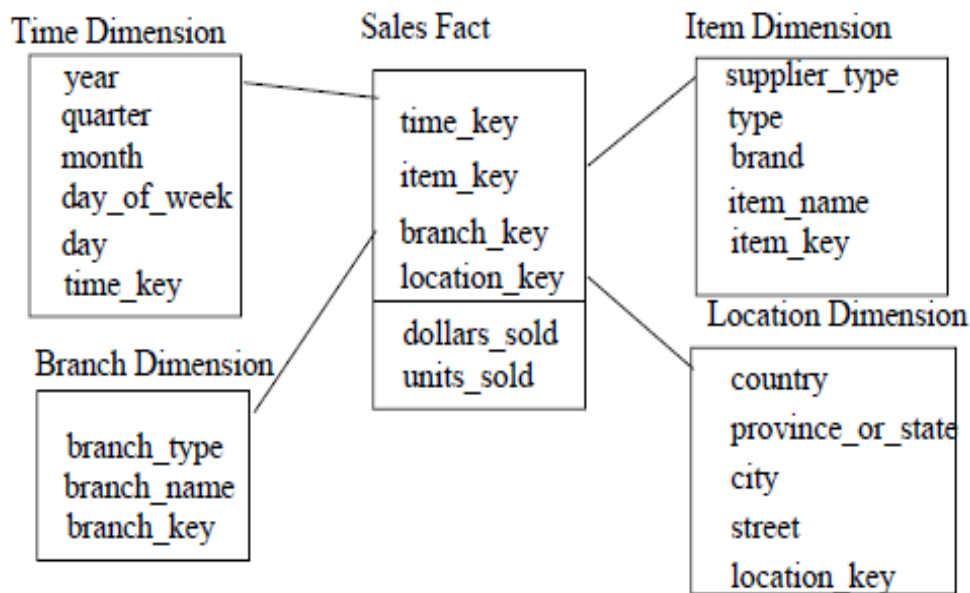 Time Dimension
year
quarter
month
day_of_week
day
time_key
Sales Fact
time_key
item_key
branch_key
location_key
dollars_sold
units_sold
Item Dimension
supplier_type
type
brand
item_name
item_key
Branch Dimension
branch_type
branch_name
branch_key
Location Dimension
country
province_or_state
city
street
location_key